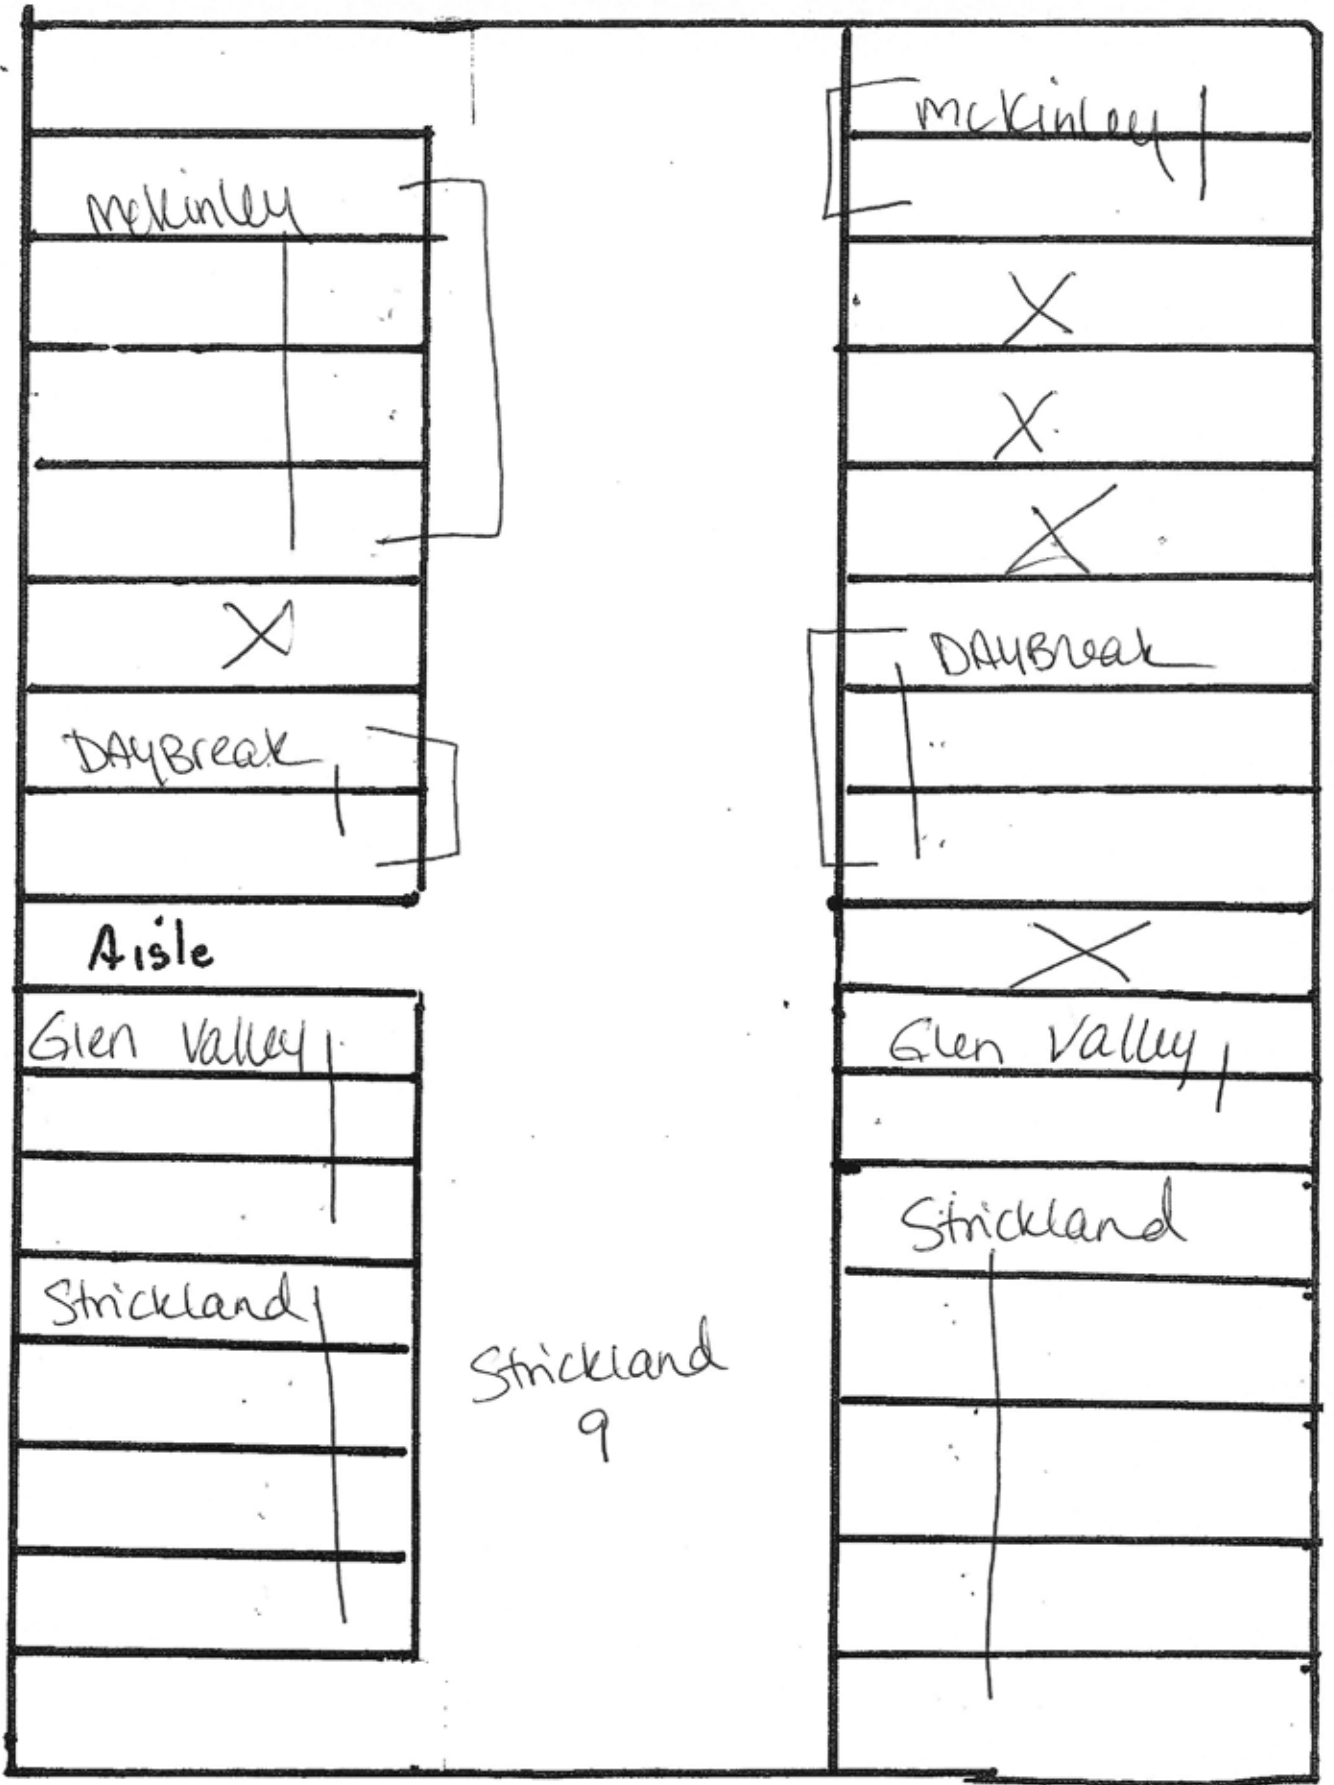 McKinley
McKinley
X
X
X
X
DAYBreak
DAYBreak
Aisle
X
Glen Valley
Glen Valley
Strickland
Strickland
Strickland
9